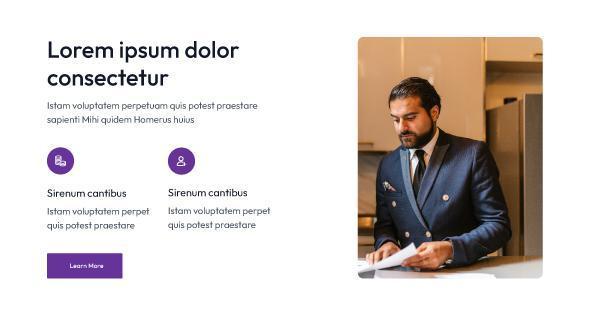 Lorem ipsum dolor
consectetur
Istam voluptatem perpetuam quis potest praestare
sapienti Mihi quidem Homerus huius
Sirenum cantibus
Istam voluptatem perpet
quis potest praestare
Sirenum cantibus
Istam voluptatem perpet
quis potest praestare
Learn More